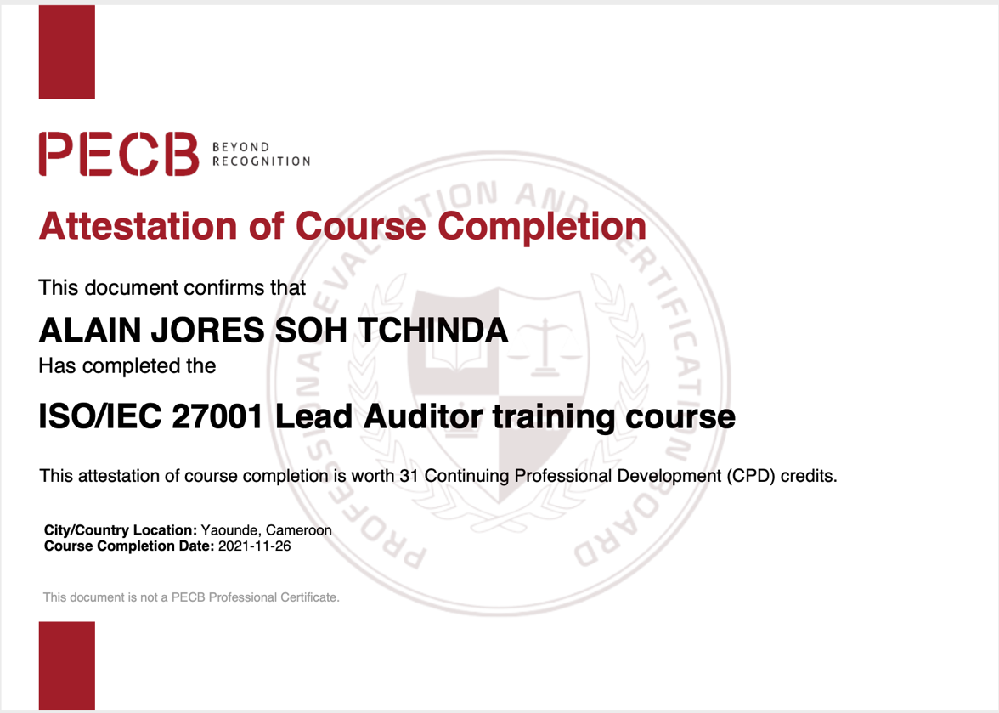 PECB BEYOND
RECOGNITION
Attestation of Course Completion
This document confirms that
ALAIN JORES SOH TCHINDA
Has completed the
ISO/IEC 27001 Lead Auditor training course
This attestation of course completion is worth 31 Continuing Professional Development (CPD) credits.
City/Country Location: Yaounde, Cameroon
Course Completion Date: 2021-11-26
This document is not a PECB Professional Certificate.
PROFESSIONAL EVALUATION AND CERTIFICATION BOARD